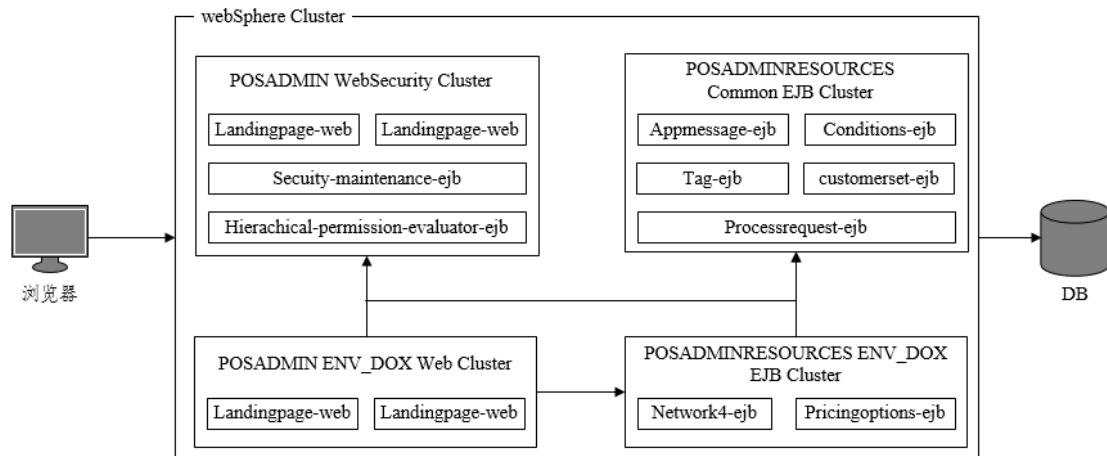 webSphere Cluster
POSADMIN WebSecurity Cluster
Landingpage-web
Landingpage-web
Secuity-maintenance-ejb
Hierachical-permission-evaluator-ejb
POSADMINRESOURCES
Common EJB Cluster
Appmessage-ejb
Conditions-ejb
Tag-ejb
customerset-ejb
Processrequest-ejb
浏览器
DB
POSADMIN ENV_DOX Web Cluster
Landingpage-web
Landingpage-web
POSADMINRESOURCES ENV_DOX
EJB Cluster
Network4-ejb
Pricingoptions-ejb